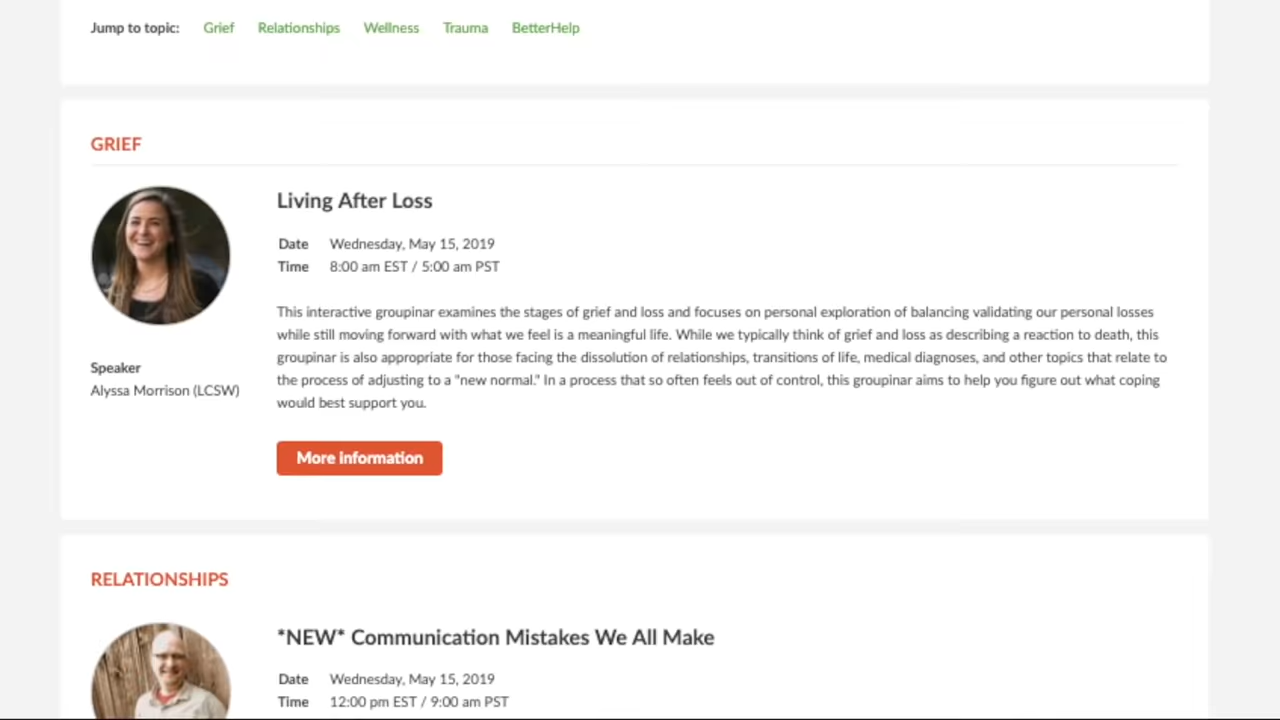 Jump to topic: Grief Relationships Wellness Trauma BetterHelp
GRIEF
Living After Loss
Date Wednesday, May 15, 2019
Time 8:00 am EST / 5:00 am PST
This interactive groupinar examines the stages of grief and loss and focuses on personal exploration of balancing validating our personal losses
while still moving forward with what we feel is a meaningful life. While we typically think of grief and loss as describing a reaction to death, this
groupinar is also appropriate for those facing the dissolution of relationships, transitions of life, medical diagnoses, and other topics that relate to
the process of adjusting to a "new normal." In a process that so often feels out of control, this groupinar aims to help you figure out what coping
would best support you.
Speaker
Alyssa Morrison (LCSW)
More information
RELATIONSHIPS
*NEW* Communication Mistakes We All Make
Date Wednesday, May 15, 2019
Time 12:00 pm EST / 9:00 am PST